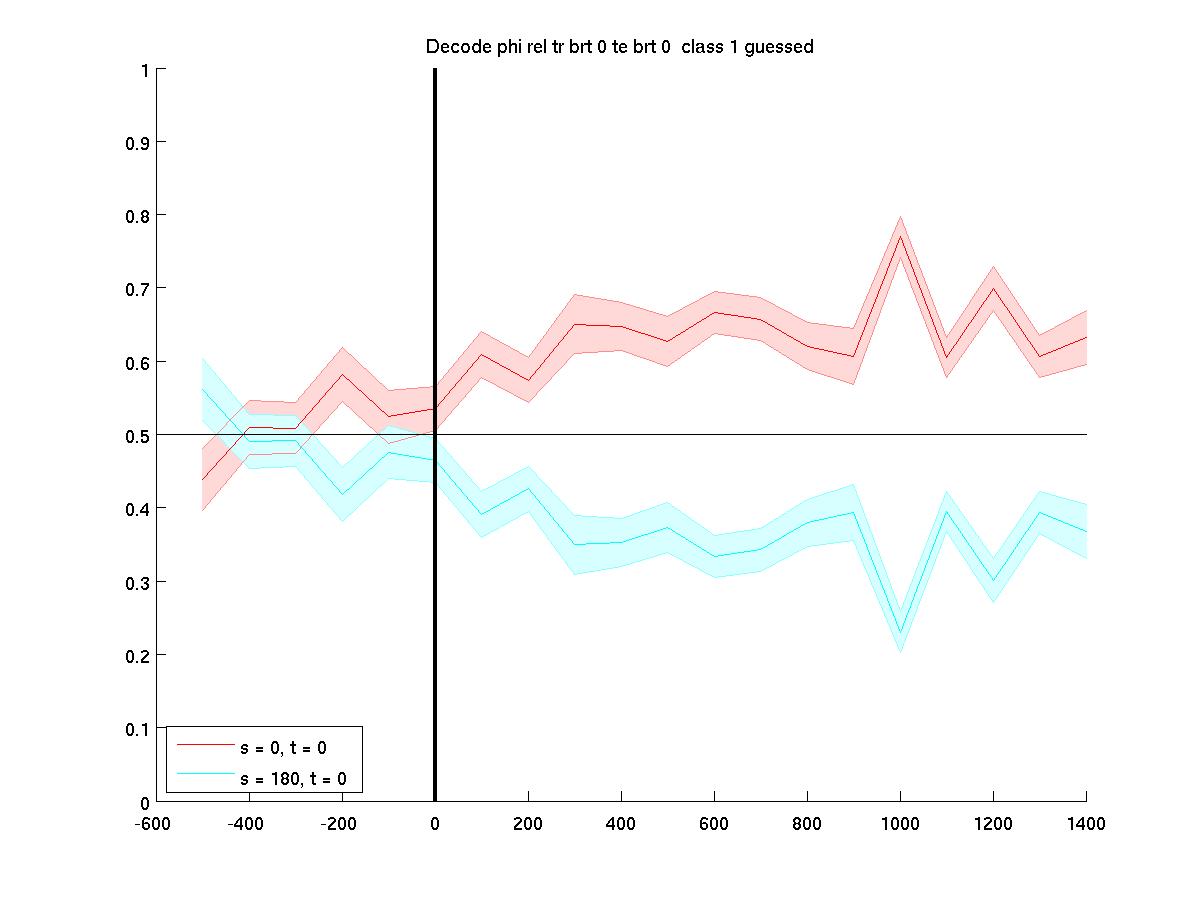 Decode phi rel tr brt 0 te brt 0  class 1 guessed
1
0.9
0.8
0.7
0.6
0.5
0.4
0.3
0.2
0.1
0
s = 0, t = 0
s = 180, t = 0
-600 -400 -200 0 200 400 600 800 1000 1200 1400